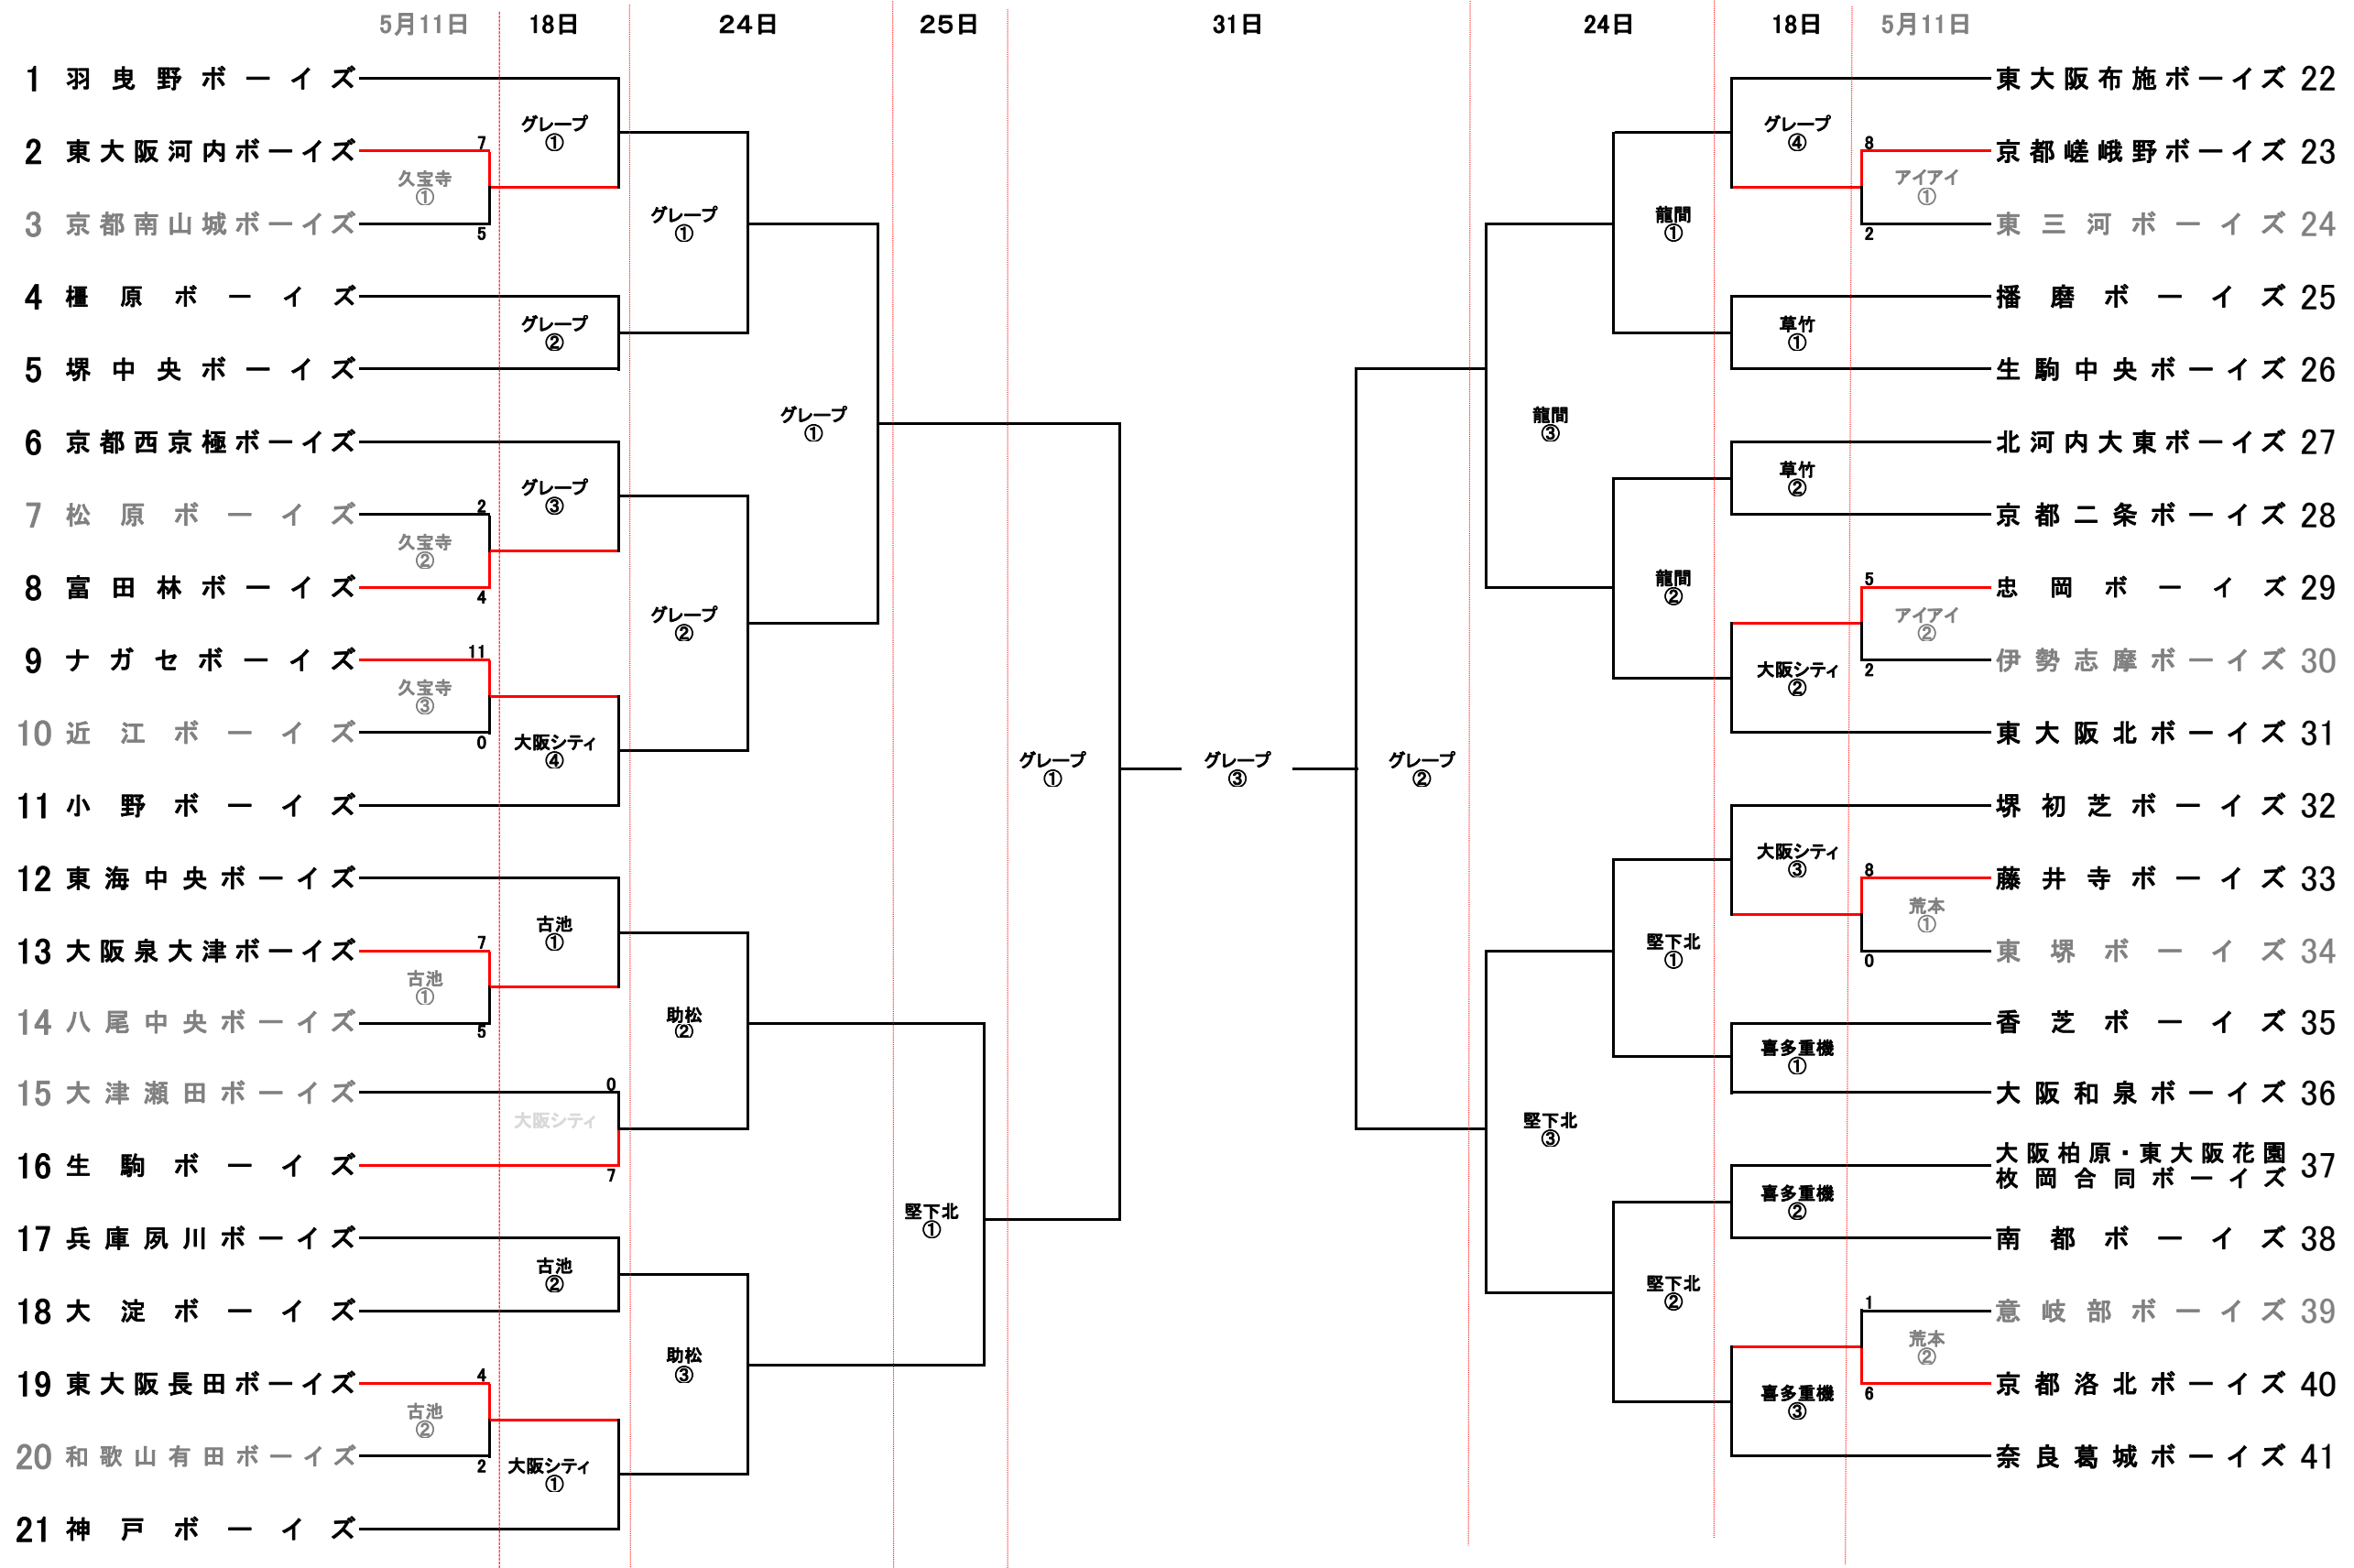 5月11日 18日 24日 25日 31日 24日 18日 5月11日
1 羽曳野ボーイズ
グレープ
①
2 東大阪河内ボーイズ 7
久宝寺
①
3 京都南山城ボーイズ 5
グレープ
①
4 橿原ボーイズ
グレープ
②
5 堺中央ボーイズ
グレープ
①
6 京都西京極ボーイズ
グレープ
③
7 松原ボーイズ 2
久宝寺
②
8 富田林ボーイズ 4
グレープ
②
9 ナガセボーイズ 11
久宝寺
③
10 近江ボーイズ 0
大阪シティ
④
11 小野ボーイズ
グレープ
①
12 東海中央ボーイズ
古池
①
13 大阪泉大津ボーイズ 7
古池
①
14 八尾中央ボーイズ 5
助松
②
15 大津瀬田ボーイズ 0
大阪シティ
16 生駒ボーイズ 7
堅下北
①
17 兵庫夙川ボーイズ
古池
②
18 大淀ボーイズ
助松
③
19 東大阪長田ボーイズ 4
古池
②
20 和歌山有田ボーイズ 2
大阪シティ
①
21 神戸ボーイズ
グレープ
③
グレープ
②
東大阪布施ボーイズ 22
グレープ
④
8 京都嵯峨野ボーイズ 23
アイアイ
①
2 東三河ボーイズ 24
龍間
①
播磨ボーイズ 25
草竹
①
生駒中央ボーイズ 26
龍間
③
北河内大東ボーイズ 27
草竹
②
京都二条ボーイズ 28
龍間
②
5 忠岡ボーイズ 29
アイアイ
②
2 伊勢志摩ボーイズ 30
大阪シティ
②
東大阪北ボーイズ 31
堺初芝ボーイズ 32
大阪シティ
③
8 藤井寺ボーイズ 33
荒本
①
0 東堺ボーイズ 34
堅下北
①
香芝ボーイズ 35
喜多重機
①
大阪和泉ボーイズ 36
堅下北
③
大阪柏原・東大阪花園
枚岡合同ボーイズ 37
喜多重機
②
南都ボーイズ 38
堅下北
②
1 意岐部ボーイズ 39
荒本
②
6 京都洛北ボーイズ 40
喜多重機
③
奈良葛城ボーイズ 41